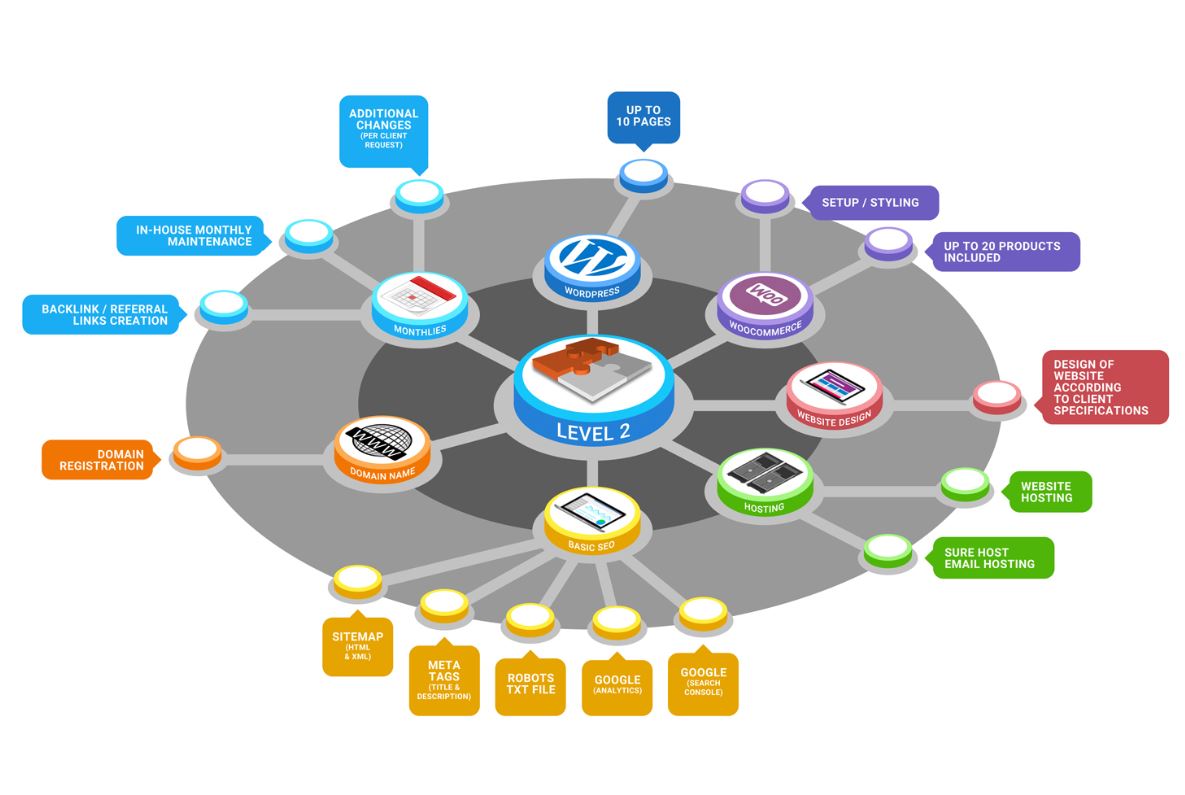 ADDITIONAL
CHANGES
(PER CLIENT
REQUEST)
UP TO
10 PAGES
SETUP / STYLING
IN-HOUSE MONTHLY
MAINTENANCE
UP TO 20 PRODUCTS
INCLUDED
WORDPRESS
BACKLINK / REFERRAL
LINKS CREATION
MONTHLIES
Woo
WOOCOMMERCE
DESIGN OF
WEBSITE
ACCORDING
TO CLIENT
SPECIFICATIONS
WEBSITE DESIGN
LEVEL 2
DOMAIN
REGISTRATION
WWW
DOMAIN NAME
HOSTING
WEBSITE
HOSTING
BASIC SEO
SURE HOST
EMAIL HOSTING
SITEMAP
(HTML
& XML)
META
TAGS
(TITLE &
DESCRIPTION)
ROBOTS
TXT FILE
GOOGLE
(ANALYTICS)
GOOGLE
(SEARCH
CONSOLE)